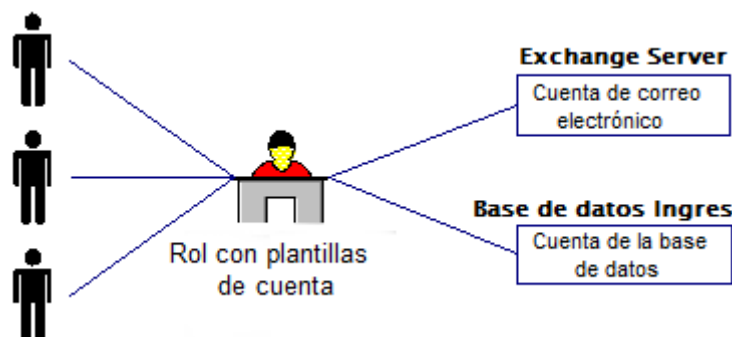 Exchange Server
Cuenta de correo
electrónico
Rol con plantillas
de cuenta
Base de datos Ingres
Cuenta de la base
de datos